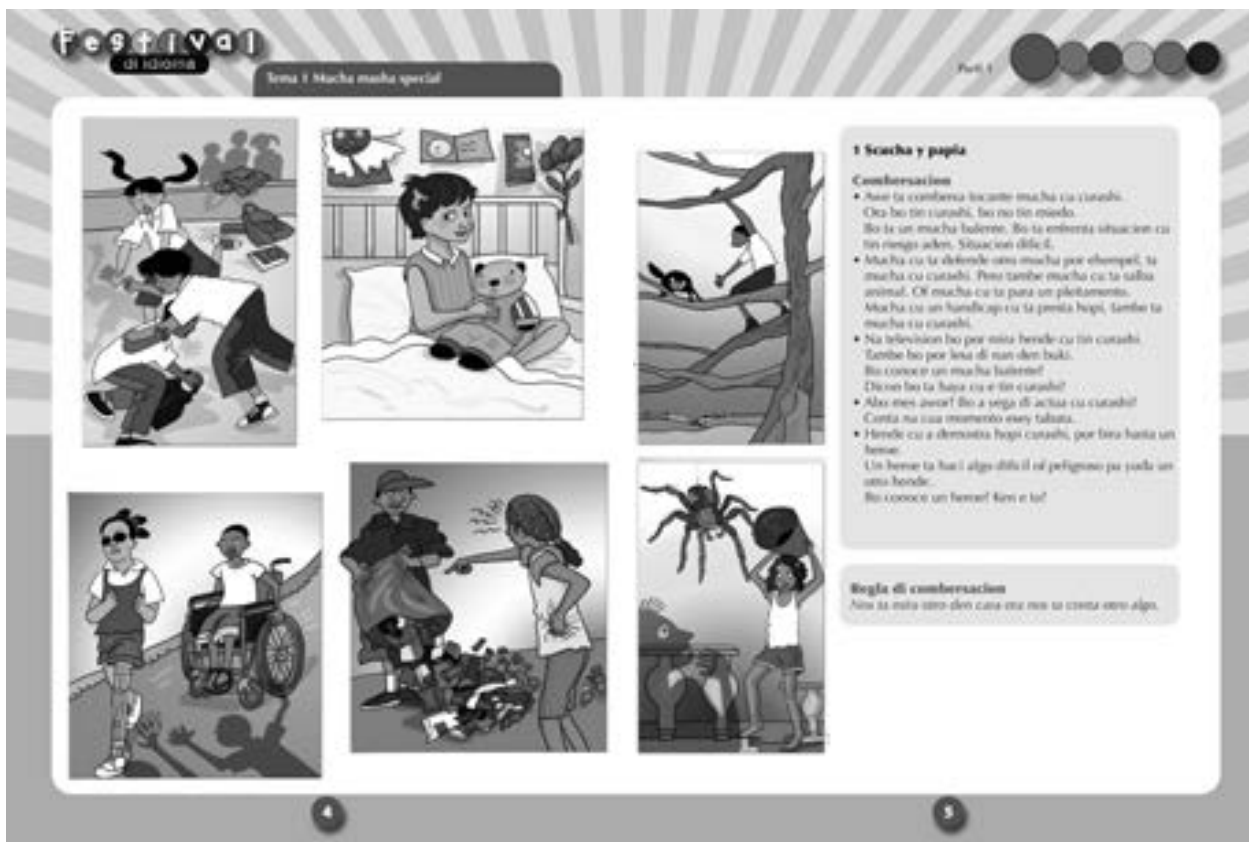 Festival
di idioma
Tema 1 Mucha masha special
Parti 1
1 Scucha y papia
Combersacion
• Awe ta combersa tocante mucha cu curashi.
Ora bo tin curashi, bo no tin miedo.
Bo ta un mucha balente. Bo ta enfrenta situacion cu
tin riesgo aden. Situacion dificil.
• Mucha cu ta defende otro mucha por ehempel, ta
mucha cu curashi. Pero tambe mucha cu ta salba
animal. Of mucha cu ta para un pleitamento.
Mucha cu un handicap cu ta presta hopi, tambe ta
mucha cu curashi.
• Na television bo por mira hende cu tin curashi.
Tambe bo por lesa di nan den buki.
Bo conoce un mucha balente?
Dicon bo ta haya cu e tin curashi?
• Abo mes awor? Bo a yega di actua cu curashi?
Conta na cua momento esey tabata.
• Hende cu a demostra hopi curashi, por bira hasta un
heroe.
Un heroe ta haci algo dificil of peligroso pa yuda un
otro hende.
Bo conoce un heroe? Ken e ta?
Regla di combersacion
Nos ta mira otro den cara ora nos ta conta otro algo.
4
5